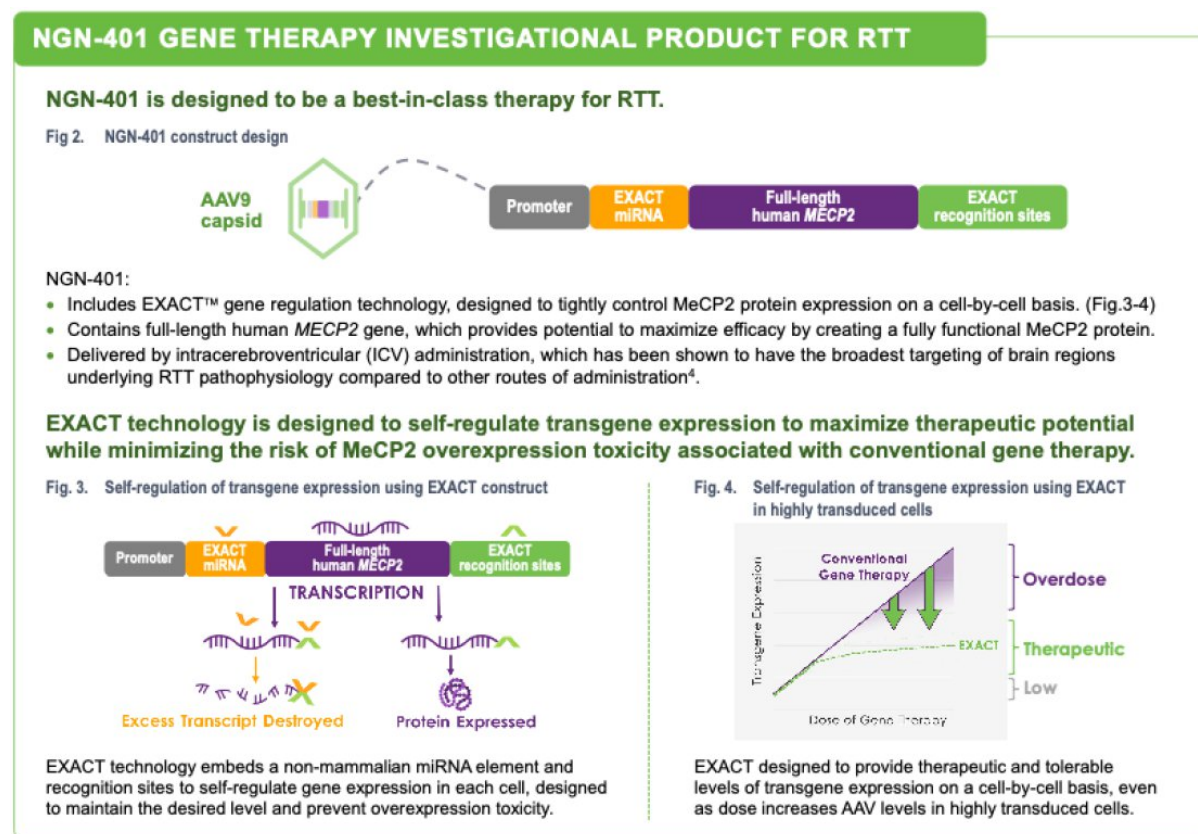 NGN-401 GENE THERAPY INVESTIGATIONAL PRODUCT FOR RTT
NGN-401 is designed to be a best-in-class therapy for RTT.
Fig 2. NGN-401 construct design
AAV9
capsid
Promoter
EXACT
miRNA
Full-length
human MECP2
EXACT
recognition sites
NGN-401:
• Includes EXACT™ gene regulation technology, designed to tightly control MeCP2 protein expression on a cell-by-cell basis. (Fig.3-4)
• Contains full-length human MECP2 gene, which provides potential to maximize efficacy by creating a fully functional MeCP2 protein.
• Delivered by intracerebroventricular (ICV) administration, which has been shown to have the broadest targeting of brain regions
underlying RTT pathophysiology compared to other routes of administration⁴.
EXACT technology is designed to self-regulate transgene expression to maximize therapeutic potential
while minimizing the risk of MeCP2 overexpression toxicity associated with conventional gene therapy.
Fig. 3. Self-regulation of transgene expression using EXACT construct
Promoter
EXACT
miRNA
Full-length
human MECP2
EXACT
recognition sites
TRANSCRIPTION
Excess Transcript Destroyed
Protein Expressed
EXACT technology embeds a non-mammalian miRNA element and
recognition sites to self-regulate gene expression in each cell, designed
to maintain the desired level and prevent overexpression toxicity.
Fig. 4. Self-regulation of transgene expression using EXACT
in highly transduced cells
Transgene Expression
Conventional
Gene Therapy
EXACT
Overdose
Therapeutic
Low
Dose of Gene Therapy
EXACT designed to provide therapeutic and tolerable
levels of transgene expression on a cell-by-cell basis, even
as dose increases AAV levels in highly transduced cells.